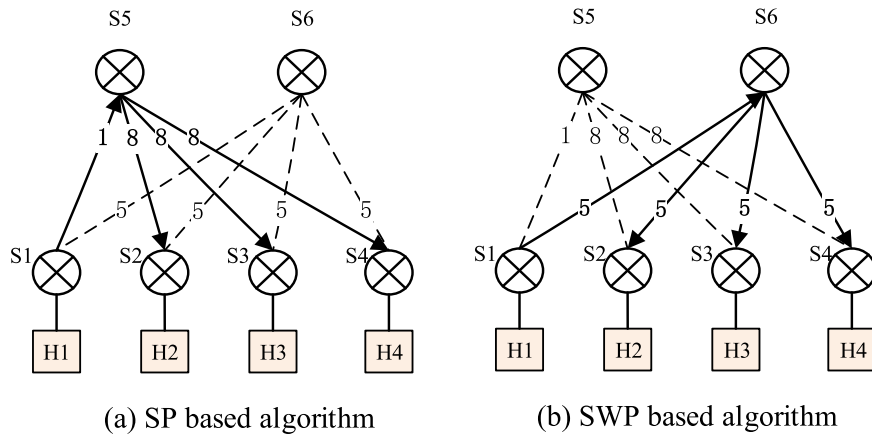 S5 S6 S5 S6
1 8 8 8 1 8 8 8
5 5 5 5 5 5 5 5
S1 S2 S3 S4 S1 S2 S3 S4
H1 H2 H3 H4 H1 H2 H3 H4
(a) SP based algorithm (b) SWP based algorithm